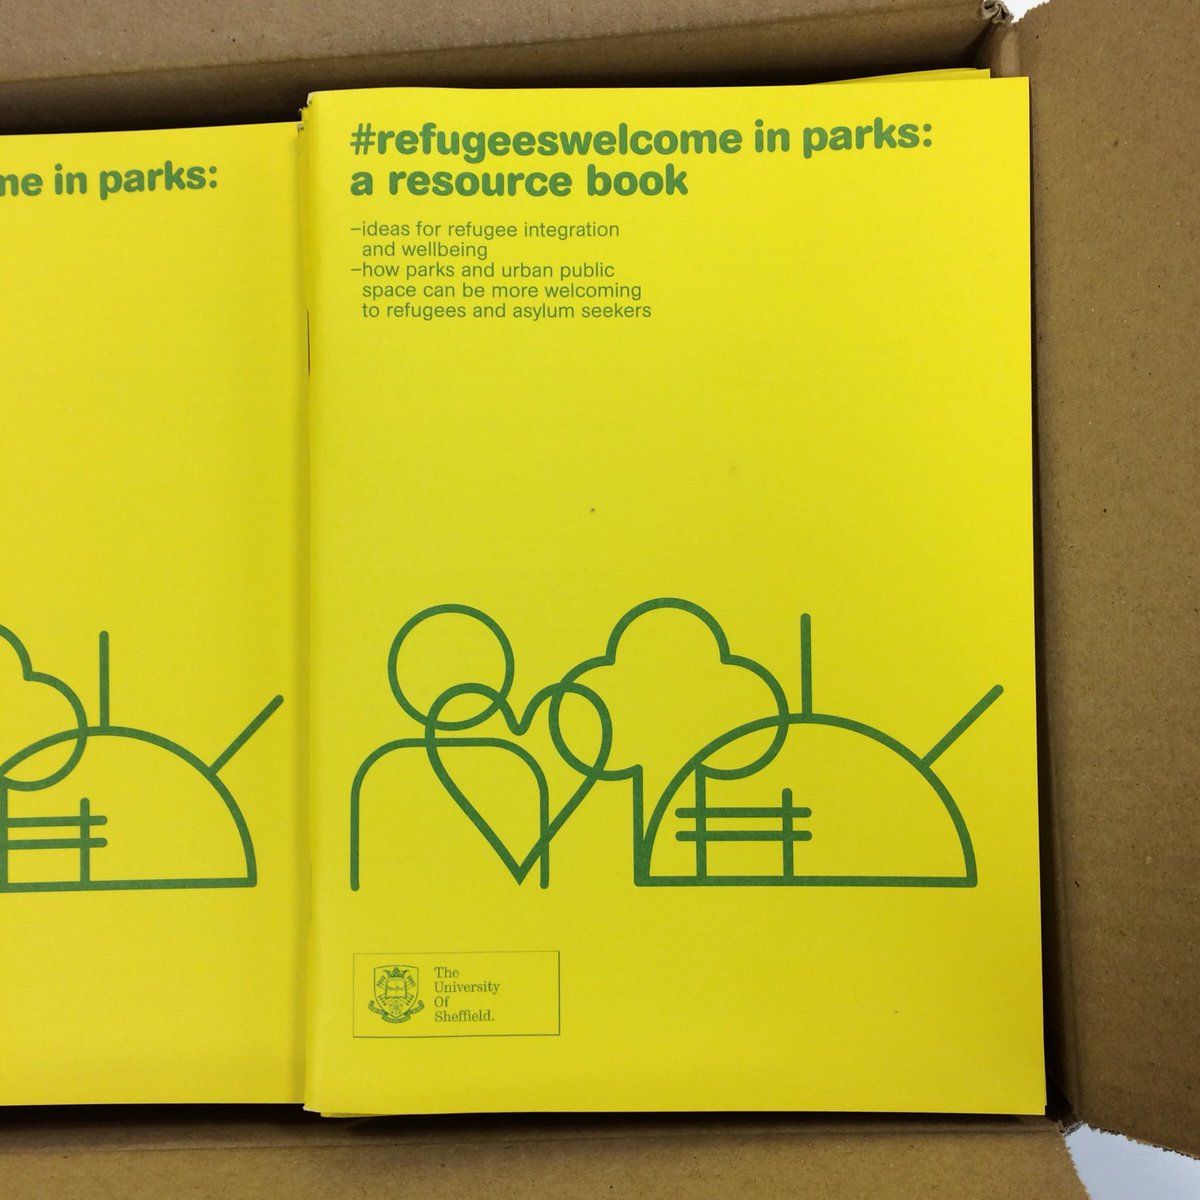 me in parks:
#refugeeswelcome in parks:
a resource book
–ideas for refugee integration
and wellbeing
–how parks and urban public
space can be more welcoming
to refugees and asylum seekers
The
University
Of
Sheffield.